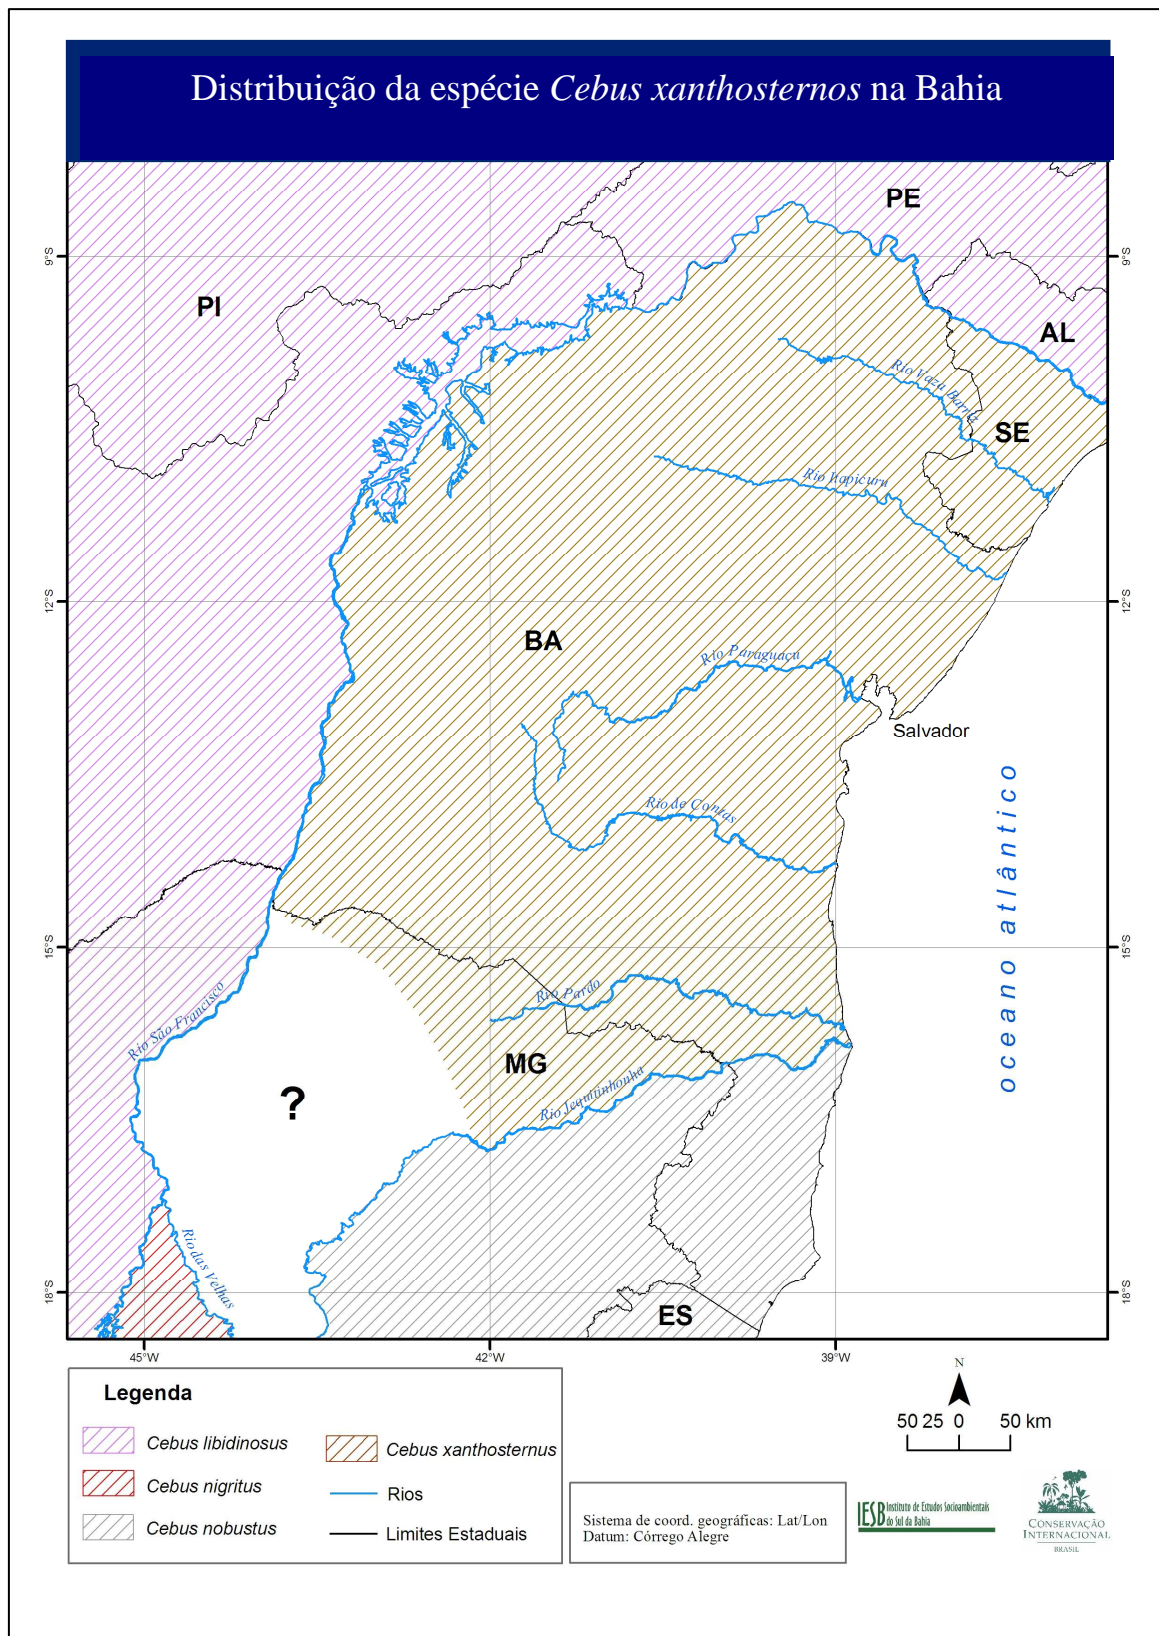 Distribuição da espécie Cebus xanthosternos na Bahia
PE
9°S
9°S
PI
AL
Rio Vaza Barris
SE
Rio Itapicuru
12°S
12°S
BA
Rio Paraguaçu
Salvador
oceano atlântico
Rio de Contas
15°S
15°S
Rio São Francisco
Rio Pardo
MG
?
Rio Jequitinhonha
Rio das Velhas
18°S
18°S
ES
45°W
42°W
39°W
Legenda
Cebus libidinosus
Cebus nigritus
Cebus nobustus
Cebus xanthosternus
Rios
Limites Estaduais
N
50 25 0 50 km
Sistema de coord. geográficas: Lat/Lon
Datum: Córrego Alegre
IESB Instituto de Estudos Socioambientais
do Sul da Bahia
CONSERVAÇÃO
INTERNACIONAL
BRASIL